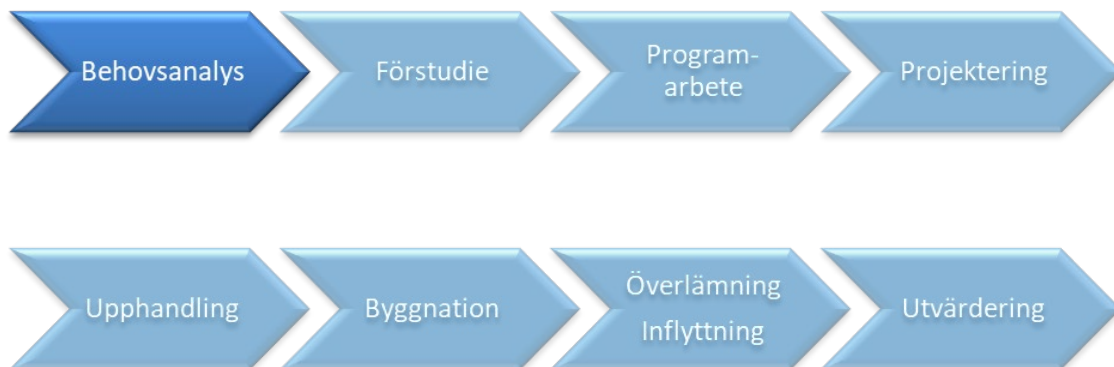 Behovsanalys
Förstudie
Program-
arbete
Projektering
Upphandling
Byggnation
Överlämning
Inflyttning
Utvärdering